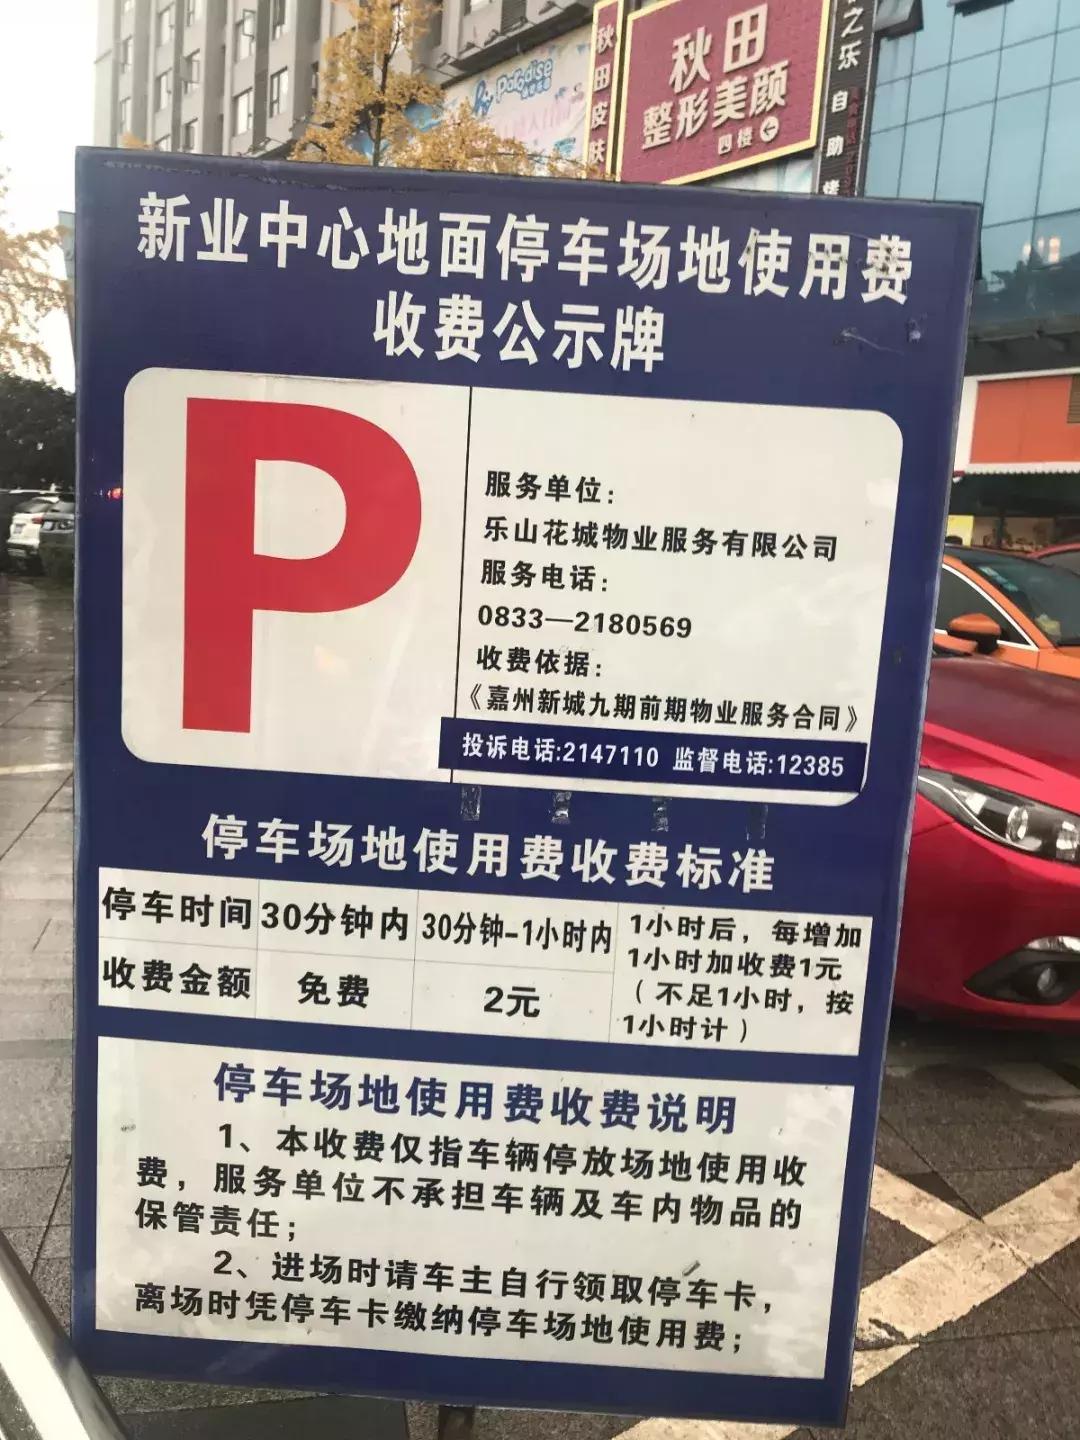 秋田
整形美颜
四楼
秋田皮肤
Paradise
之乐自助烤
新业中心地面停车场地使用费
收费公示牌
P
服务单位：
乐山花城物业服务有限公司
服务电话：
0833—2180569
收费依据：
《嘉州新城九期前期物业服务合同》
投诉电话:2147110 监督电话:12385
停车场地使用费收费标准
停车时间 30分钟内 30分钟-1小时内 1小时后，每增加
1小时加收费1元
（不足1小时，按
1小时计）
收费金额 免费 2元
停车场地使用费收费说明
1、本收费仅指车辆停放场地使用收
费，服务单位不承担车辆及车内物品的
保管责任；
2、进场时请车主自行领取停车卡，
离场时凭停车卡缴纳停车场地使用费；